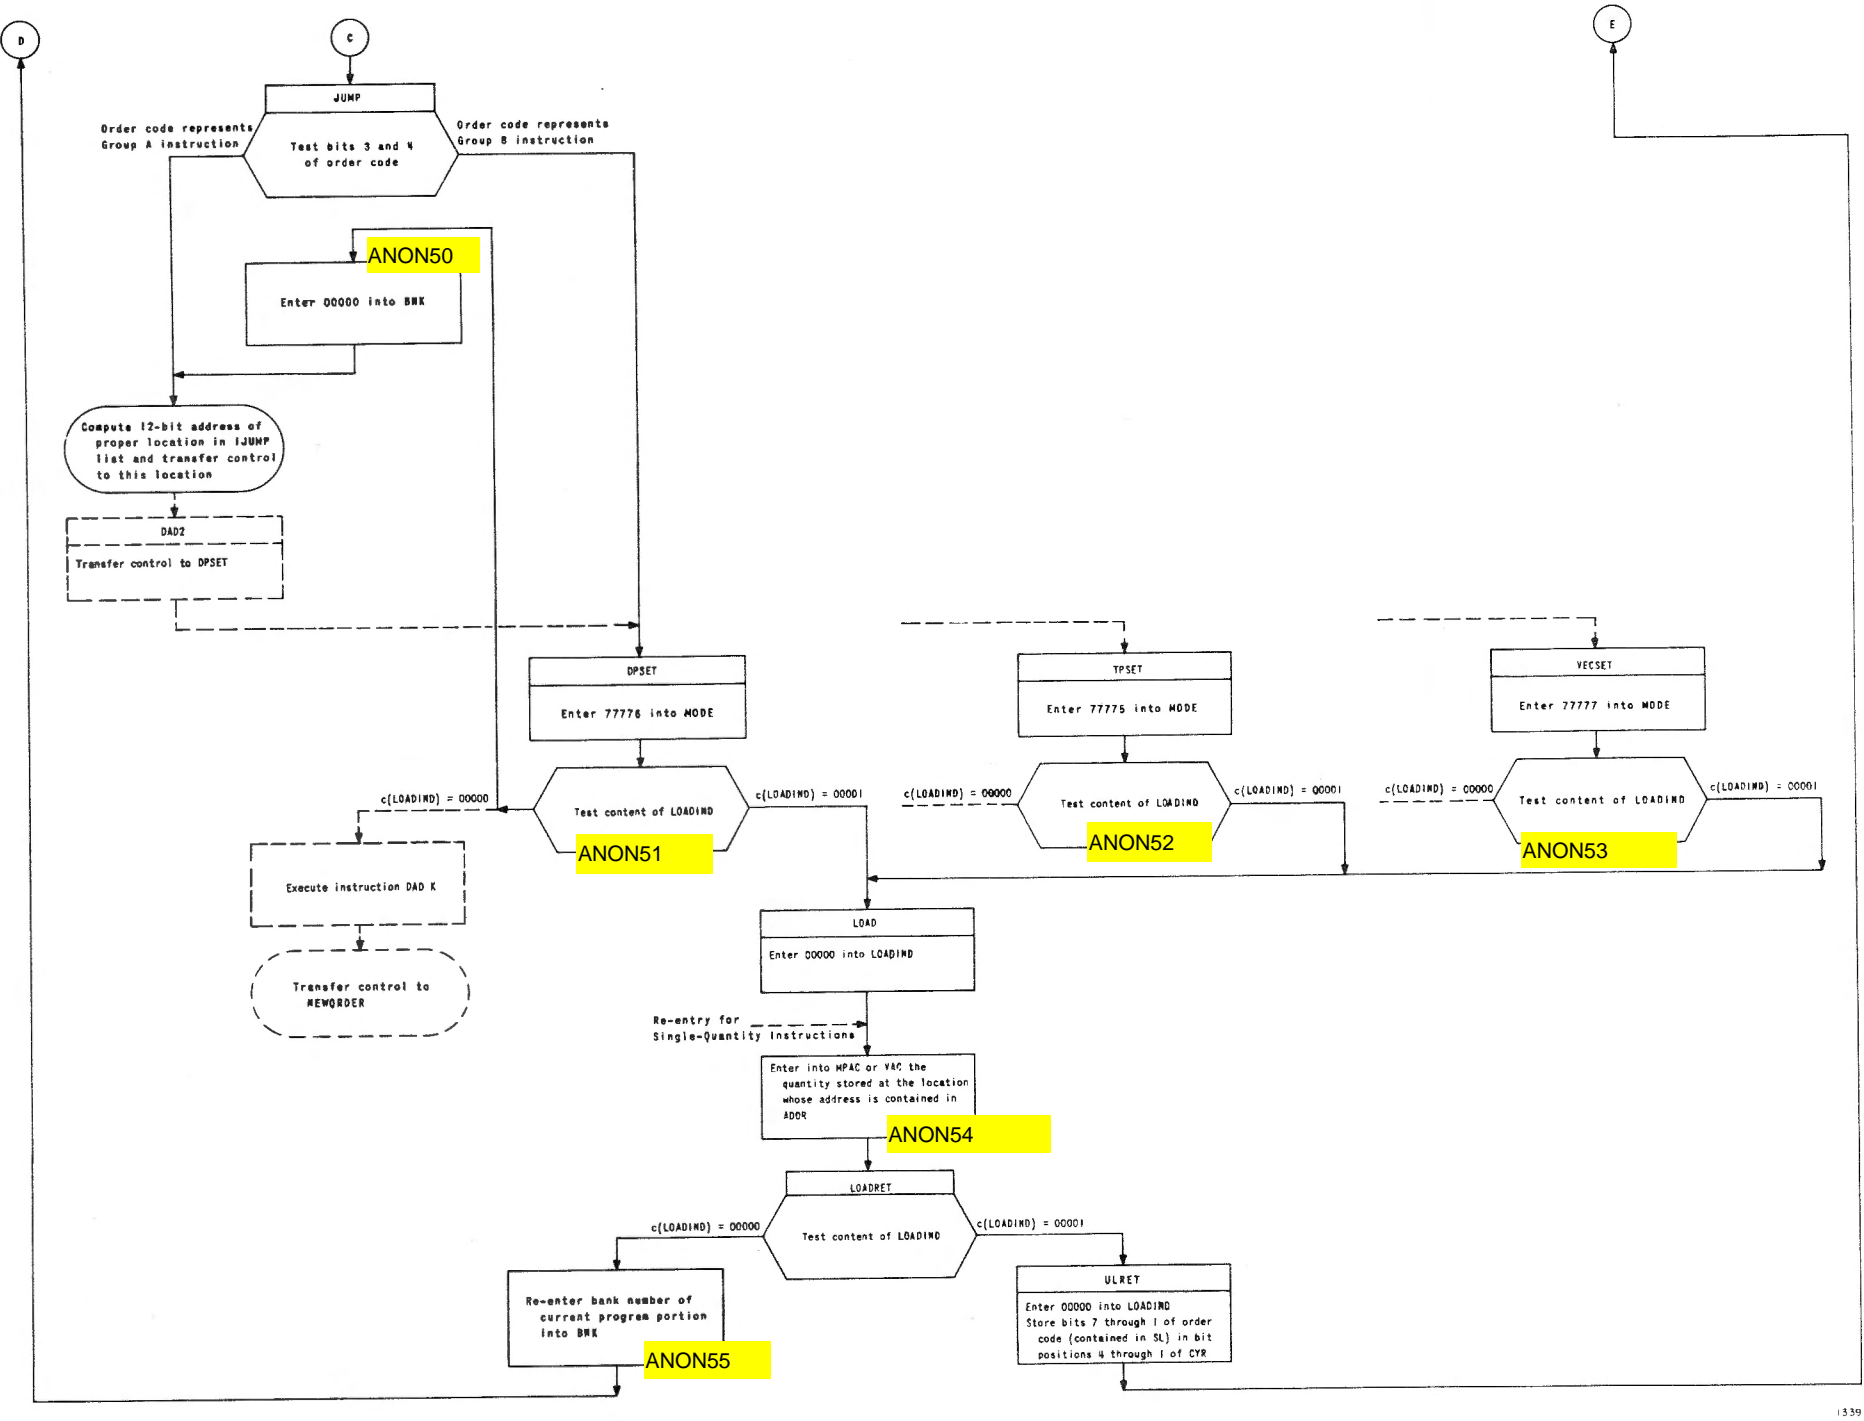 D
C
E
JUMP
Order code represents
Group A instruction
Order code represents
Group B instruction
Test bits 3 and 4
of order code
ANON50
Enter 00000 into BNK
Compute 12-bit address of
proper location in IJUMP
list and transfer control
to this location
DAD2
Transfer control to DPSET
DPSET
Enter 77776 into MODE
TPSET
Enter 77775 into MODE
VECSET
Enter 77777 into MODE
c(LOADIND) = 00000
Test content of LOADIND
c(LOADIND) = 00001
ANON51
c(LOADIND) = 00000
Test content of LOADIND
c(LOADIND) = 00001
ANON52
c(LOADIND) = 00000
Test content of LOADIND
c(LOADIND) = 00001
ANON53
Execute instruction DAD K
Transfer control to
NEWORDER
LOAD
Enter 00000 into LOADIND
Re-entry for
Single-Quantity Instructions
Enter into MPAC or VAC the
quantity stored at the location
whose address is contained in
ADDR
ANON54
LOADRET
c(LOADIND) = 00000
Test content of LOADIND
c(LOADIND) = 00001
Re-enter bank number of
current program portion
into BNK
ANON55
ULRET
Enter 00000 into LOADIND
Store bits 7 through 1 of order
code (contained in SL) in bit
positions 4 through 1 of CYR
1339